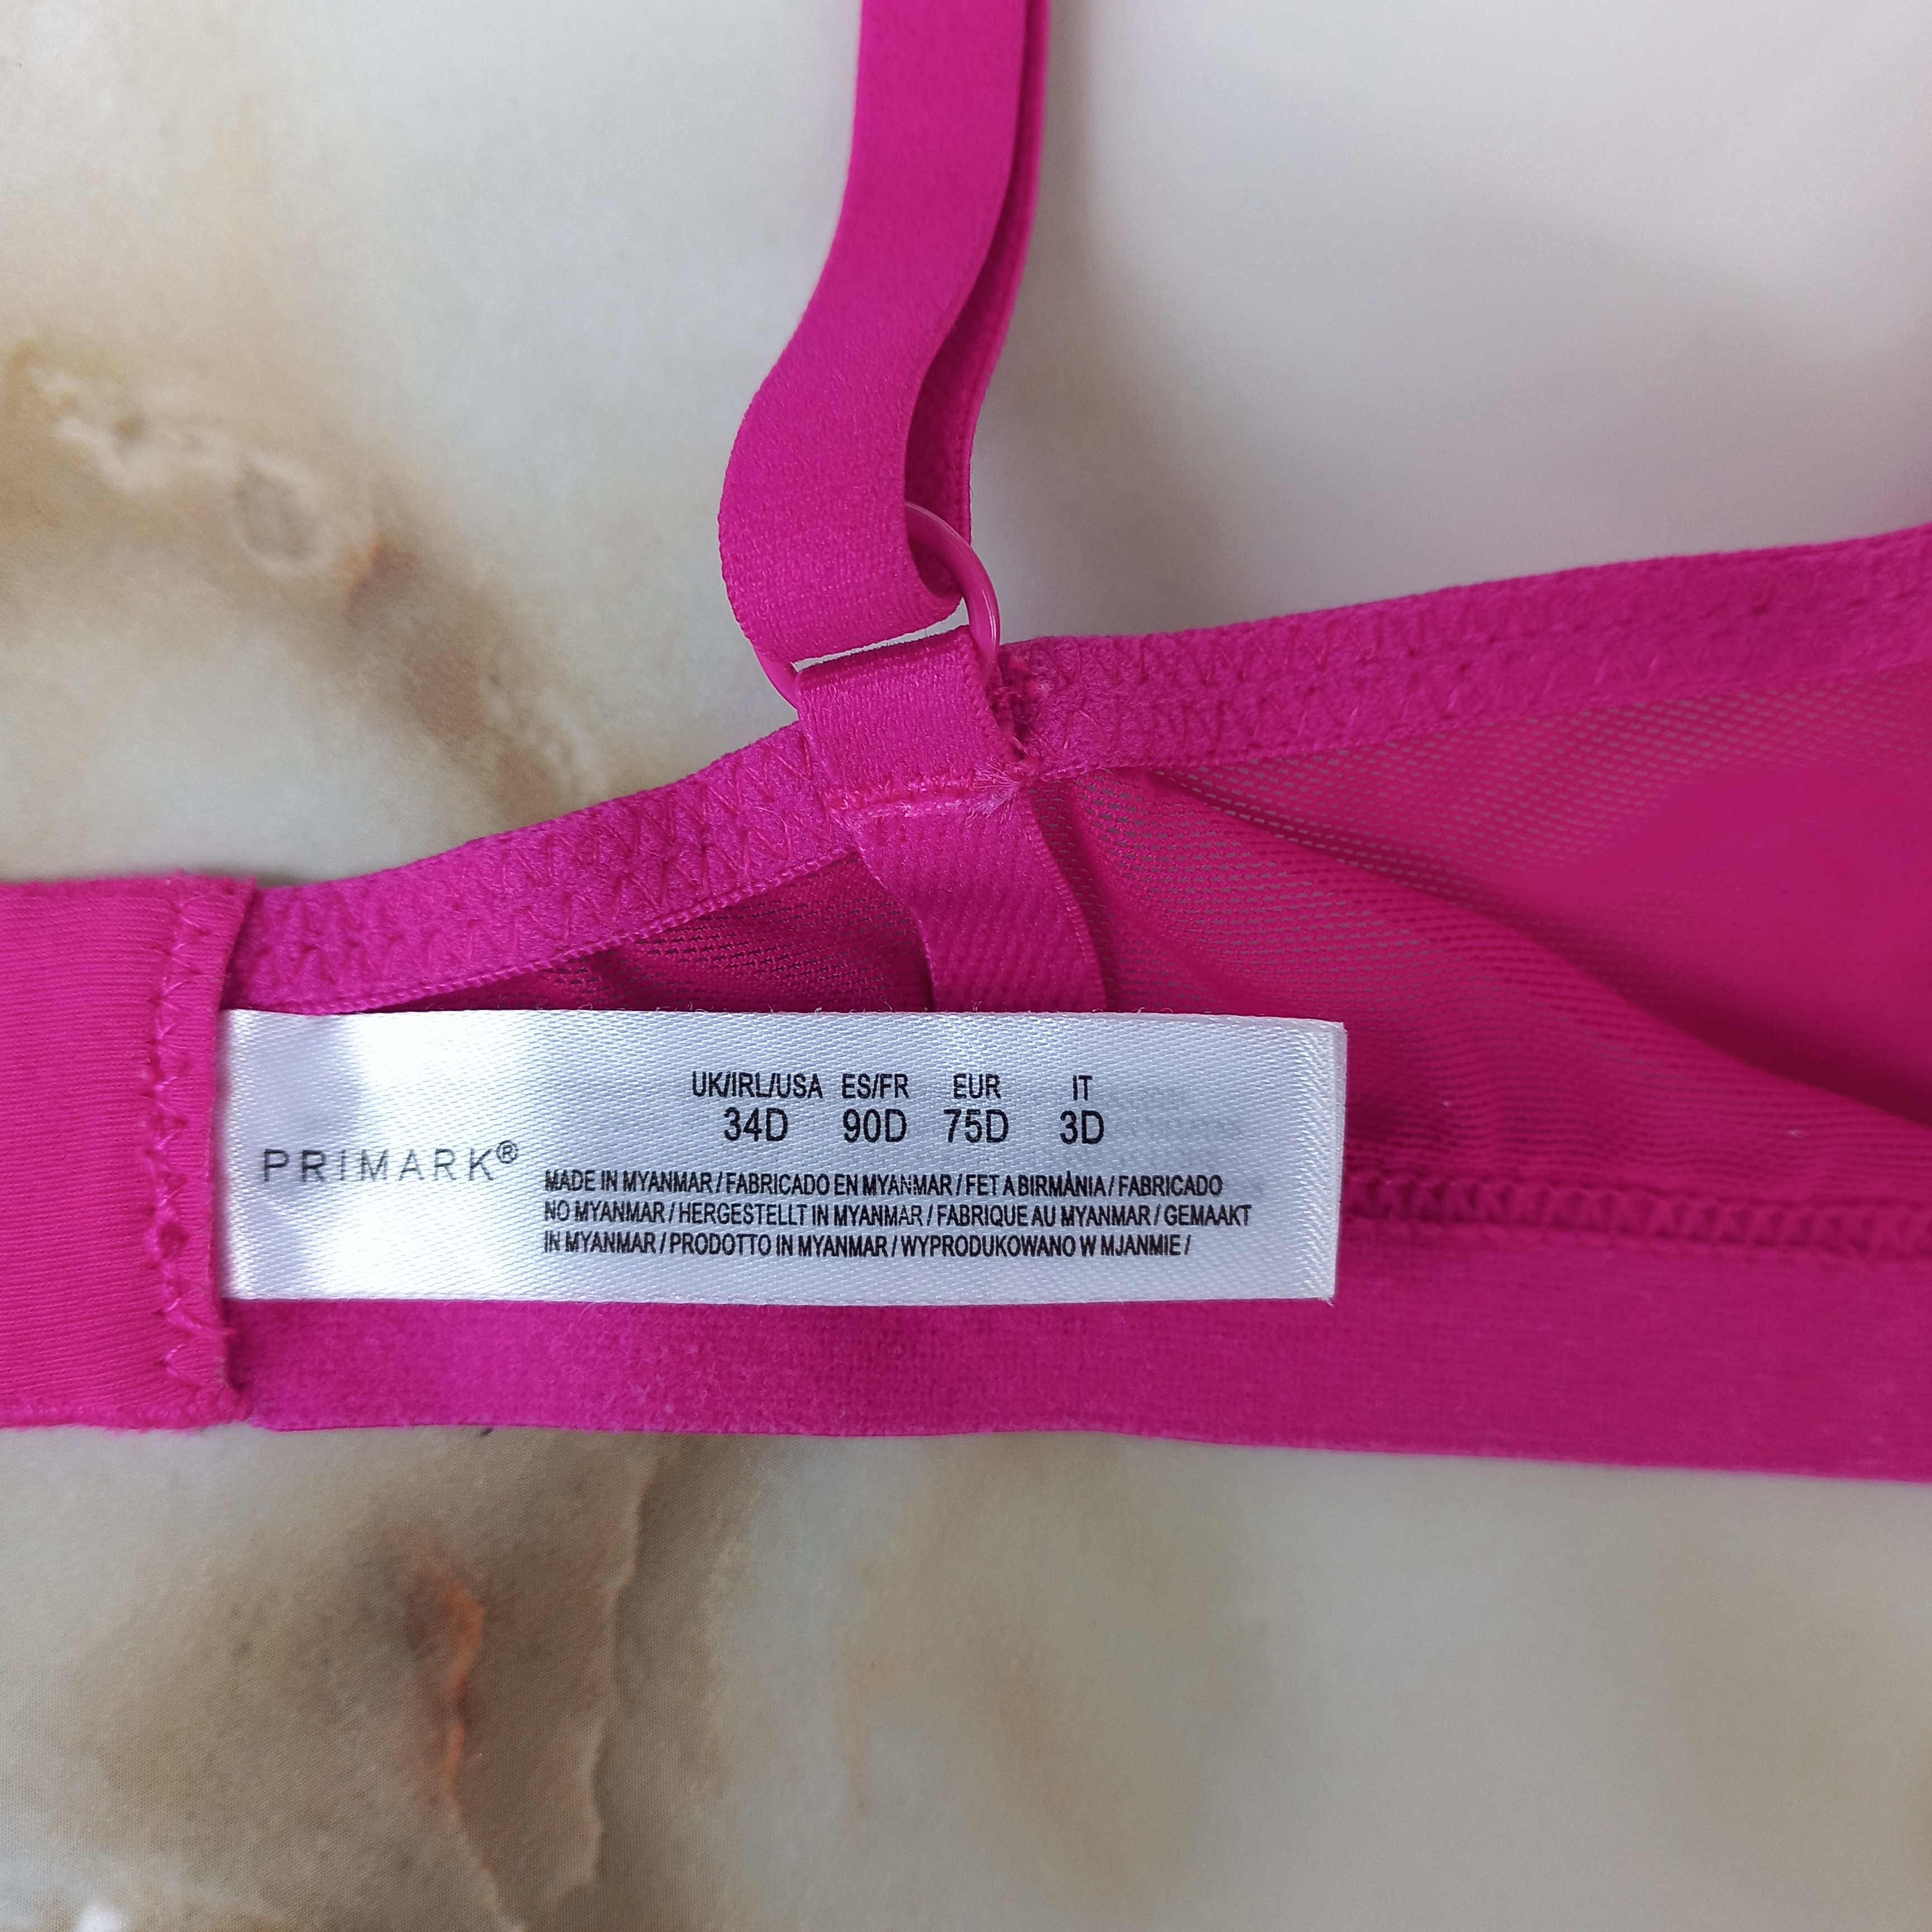 UK/IRL/USA ES/FR EUR IT
34D 90D 75D 3D
PRIMARK®
MADE IN MYANMAR / FABRICADO EN MYANMAR / FET A BIRMÀNIA / FABRICADO
NO MYANMAR / HERGESTELLT IN MYANMAR / FABRIQUE AU MYANMAR / GEMAAKT
IN MYANMAR / PRODOTTO IN MYANMAR / WYPRODUKOWANO W MJANMIE /